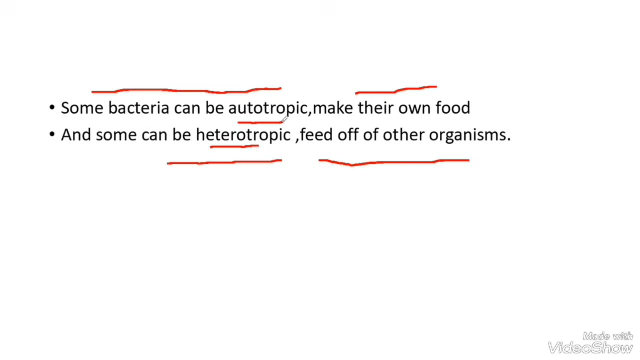 • Some bacteria can be autotropic,make their own food
• And some can be heterotropic ,feed off of other organisms.
Made with
VideoShow